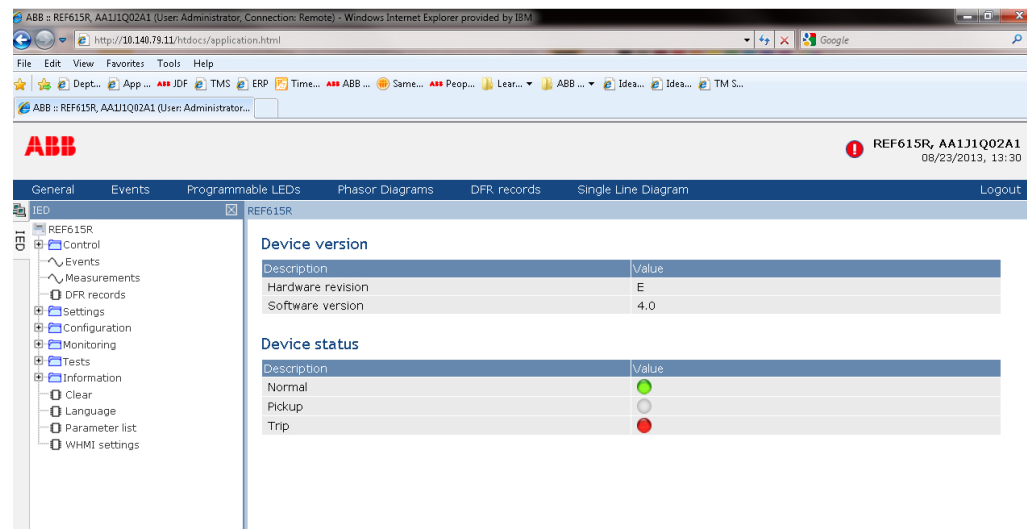 ABB :: REF615R, AA1J1Q02A1 (User: Administrator, Connection: Remote) - Windows Internet Explorer provided by IBM
http://10.140.79.11/htdocs/application.html
Google
File Edit View Favorites Tools Help
Dept... App ... ABB JDF TMS ERP Time... ABB ABB ... Same... ABB Peop... Lear... ABB ... Idea... Idea... TM S...
ABB :: REF615R, AA1J1Q02A1 (User: Administrator...
ABB
REF615R, AA1J1Q02A1
08/23/2013, 13:30
General Events Programmable LEDs Phasor Diagrams DFR records Single Line Diagram Logout
IED
REF615R
IED
REF615R
Control
Events
Measurements
DFR records
Settings
Configuration
Monitoring
Tests
Information
Clear
Language
Parameter list
WHMI settings
Device version
Description Value
Hardware revision E
Software version 4.0
Device status
Description Value
Normal
Pickup
Trip